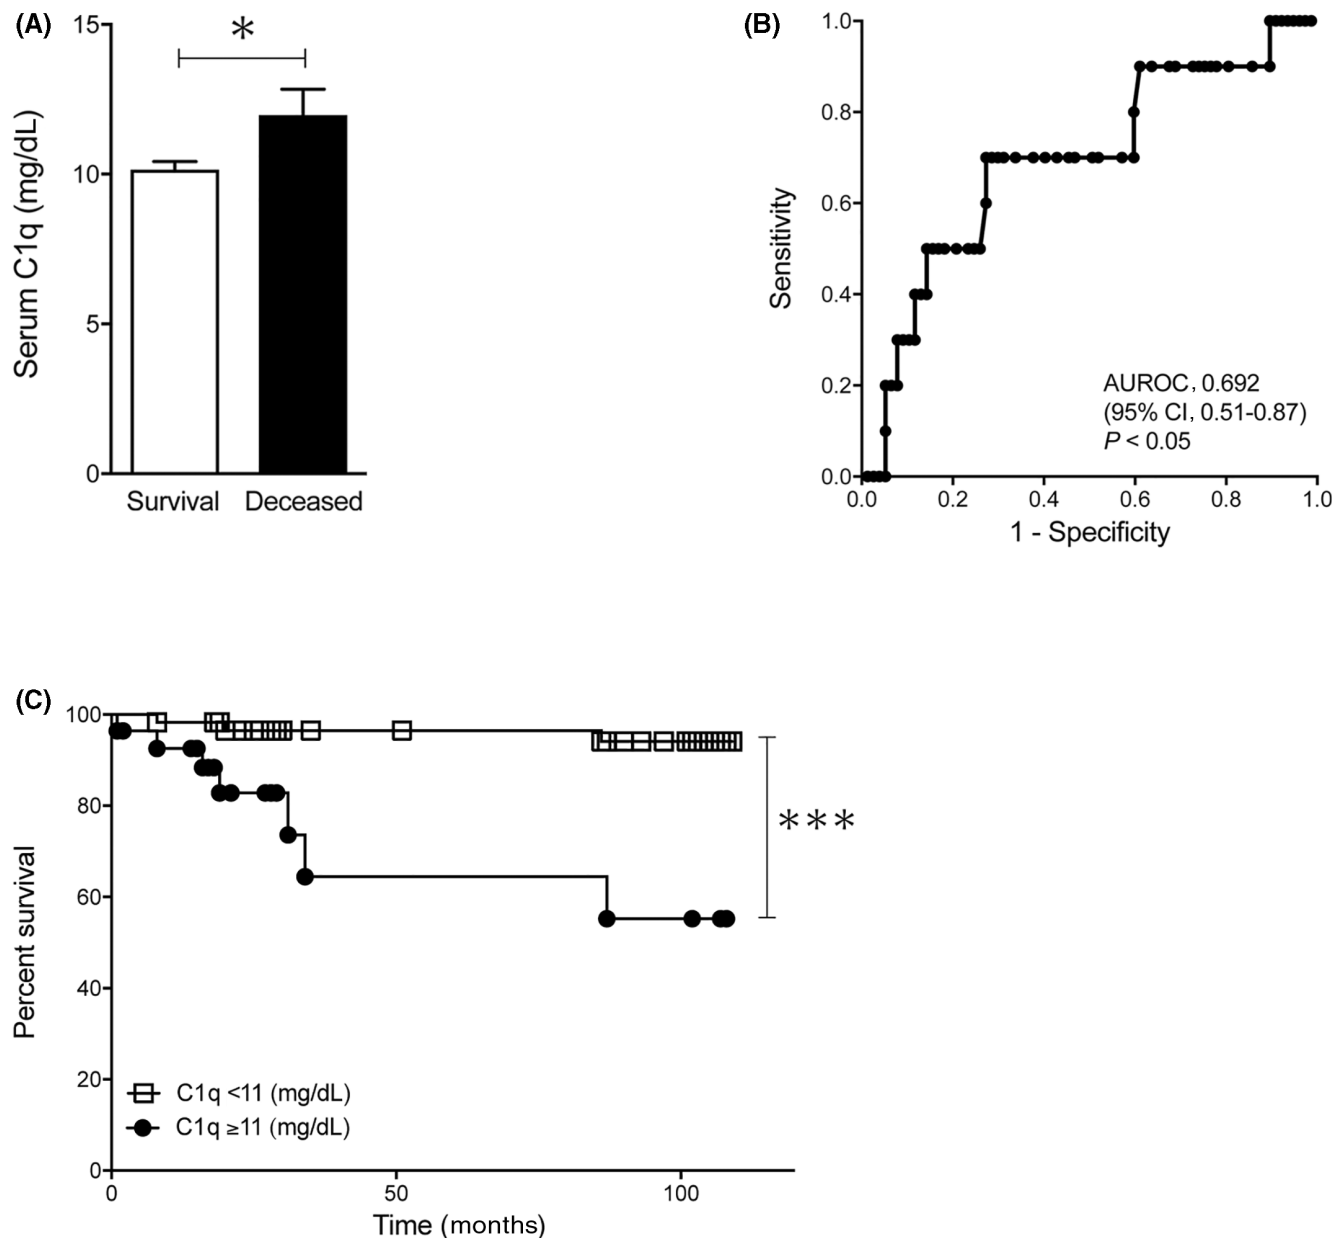 (A)
15
10
5
0
Serum C1q (mg/dL)
*
Survival
Deceased
(B)
1.0
0.8
0.6
0.4
0.2
0.0
Sensitivity
AUROC, 0.692
(95% CI, 0.51-0.87)
P < 0.05
0.0 0.2 0.4 0.6 0.8 1.0
1 - Specificity
(C)
100
80
60
40
20
0
Percent survival
***
C1q <11 (mg/dL)
C1q ≥11 (mg/dL)
0 50 100
Time (months)